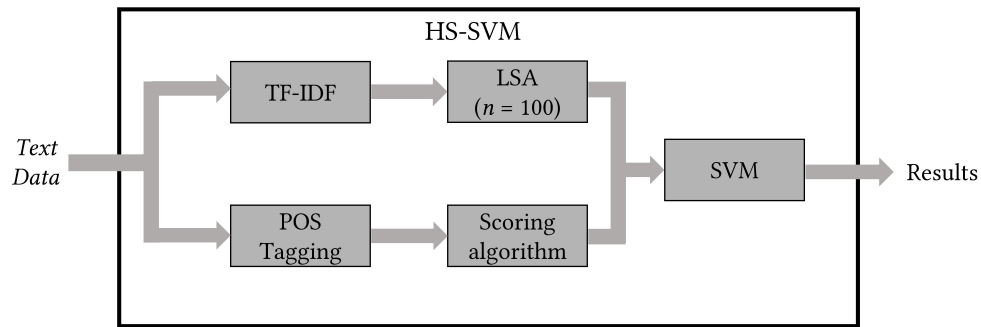 HS-SVM
TF-IDF
LSA
(n = 100)
Text
Data
SVM
Results
POS
Tagging
Scoring
algorithm